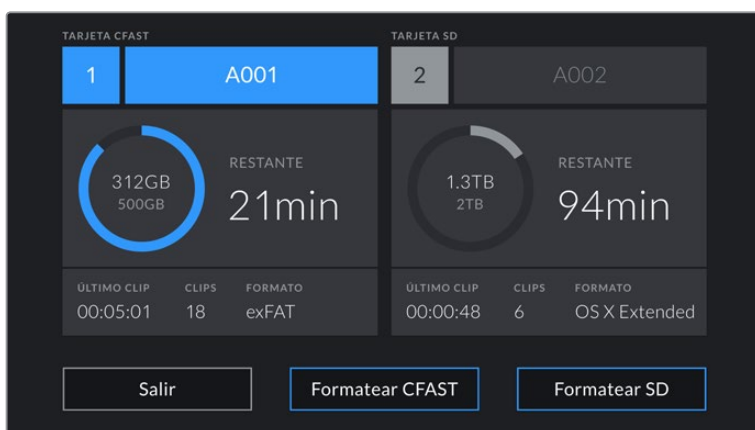 TARJETA CFAST
1
A001
312GB
500GB
RESTANTE
21min
ÚLTIMO CLIP CLIPS FORMATO
00:05:01 18 exFAT
TARJETA SD
2
A002
1.3TB
2TB
RESTANTE
94min
ÚLTIMO CLIP CLIPS FORMATO
00:00:48 6 OS X Extended
Salir
Formatear CFAST
Formatear SD